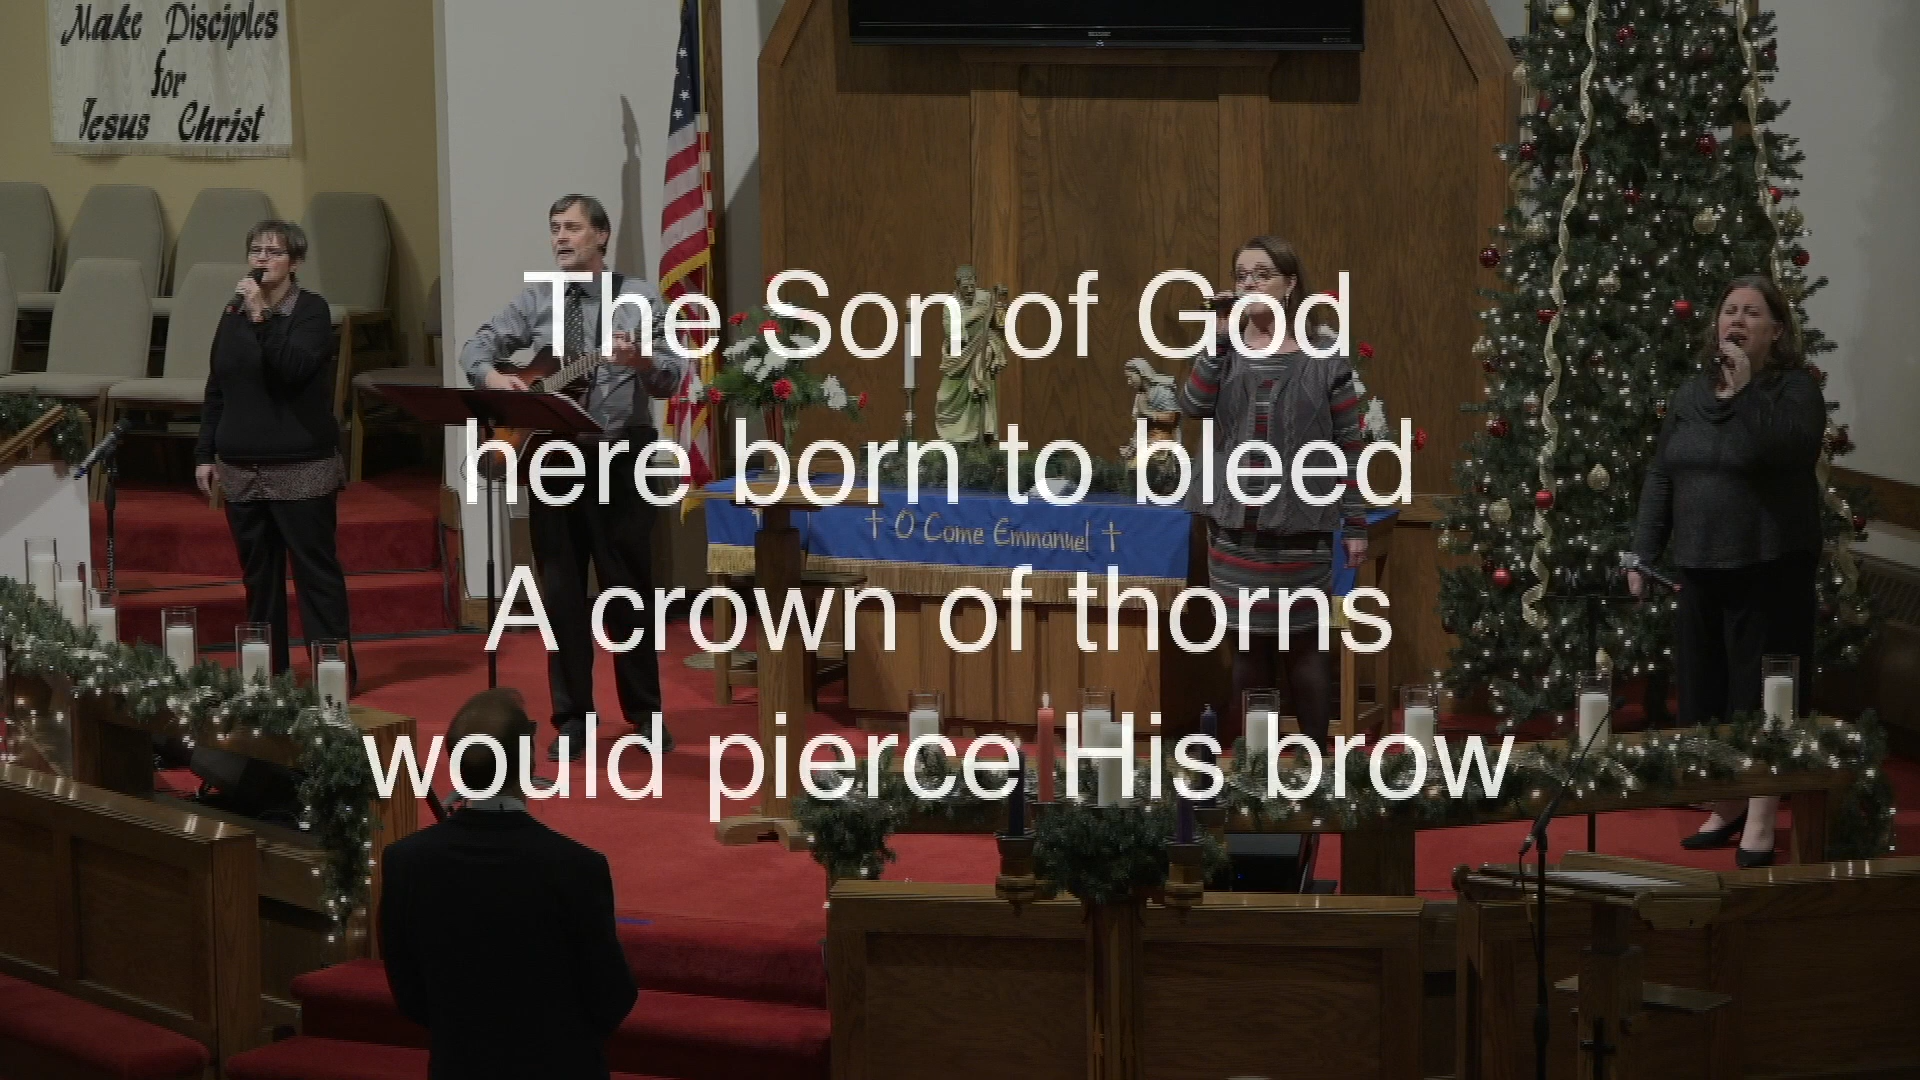 Make Disciples
for
Jesus Christ
The Son of God
here born to bleed
† O Come Emmanuel †
A crown of thorns
would pierce His brow